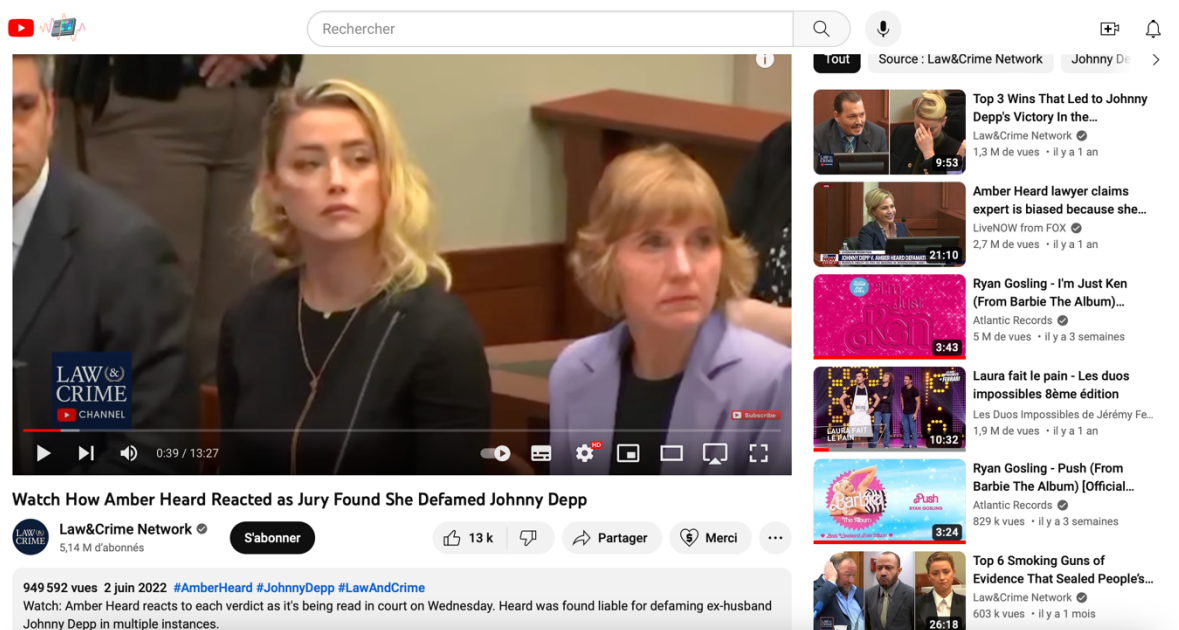 Rechercher
Tout
Source : Law&Crime Network
Johnny De
LAW &
CRIME
CHANNEL
Subscribe
0:39 / 13:27
HD
Watch How Amber Heard Reacted as Jury Found She Defamed Johnny Depp
LAW&
CRIME
Law&Crime Network
5,14 M d’abonnés
S'abonner
13 k
Partager
Merci
949 592 vues 2 juin 2022 #AmberHeard #JohnnyDepp #LawAndCrime
Watch: Amber Heard reacts to each verdict as it's being read in court on Wednesday. Heard was found liable for defaming ex-husband
Johnny Depp in multiple instances.
9:53
Top 3 Wins That Led to Johnny
Depp's Victory In the...
Law&Crime Network
1,3 M de vues • il y a 1 an
JOHNNY DEPP V. AMBER HEARD DEFAMATI
21:10
Amber Heard lawyer claims
expert is biased because she...
LiveNOW from FOX
2,7 M de vues • il y a 1 an
I'm
Just
Ken
3:43
Ryan Gosling - I'm Just Ken
(From Barbie The Album)...
Atlantic Records
5 M de vues • il y a 3 semaines
LAURA FAIT
LE PAIN
10:32
Laura fait le pain - Les duos
impossibles 8ème édition
Les Duos Impossibles de Jérémy Fe...
1,9 M de vues • il y a 1 an
Barbie
The Album
Push
RYAN GOSLING
3:24
Ryan Gosling - Push (From
Barbie The Album) [Official...
Atlantic Records
829 k vues • il y a 3 semaines
26:18
Top 6 Smoking Guns of
Evidence That Sealed People's...
Law&Crime Network
603 k vues • il y a 1 mois